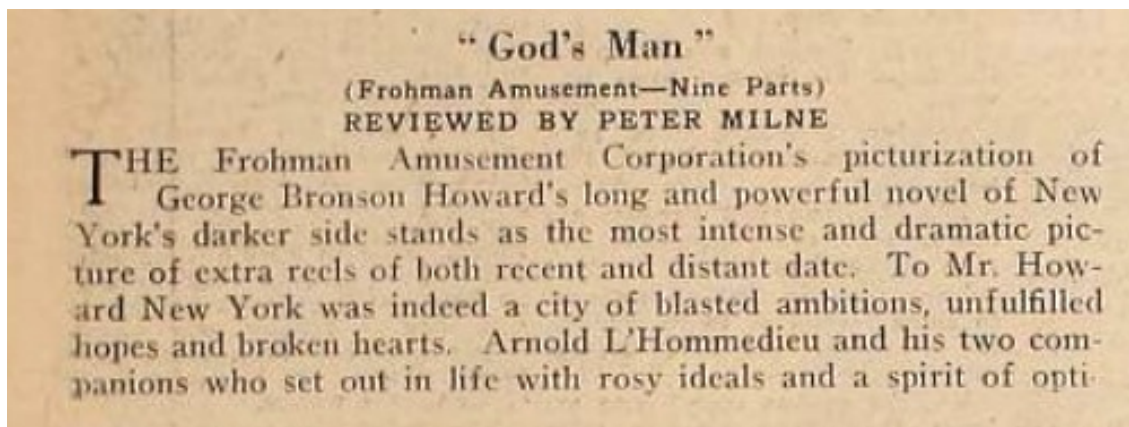 "God's Man"
(Frohman Amusement—Nine Parts)
REVIEWED BY PETER MILNE
THE Frohman Amusement Corporation's picturization of
George Bronson Howard's long and powerful novel of New
York's darker side stands as the most intense and dramatic pic-
ture of extra reels of both recent and distant date. To Mr. How-
ard New York was indeed a city of blasted ambitions, unfulfilled
hopes and broken hearts. Arnold L'Hommedieu and his two com-
panions who set out in life with rosy ideals and a spirit of opti-